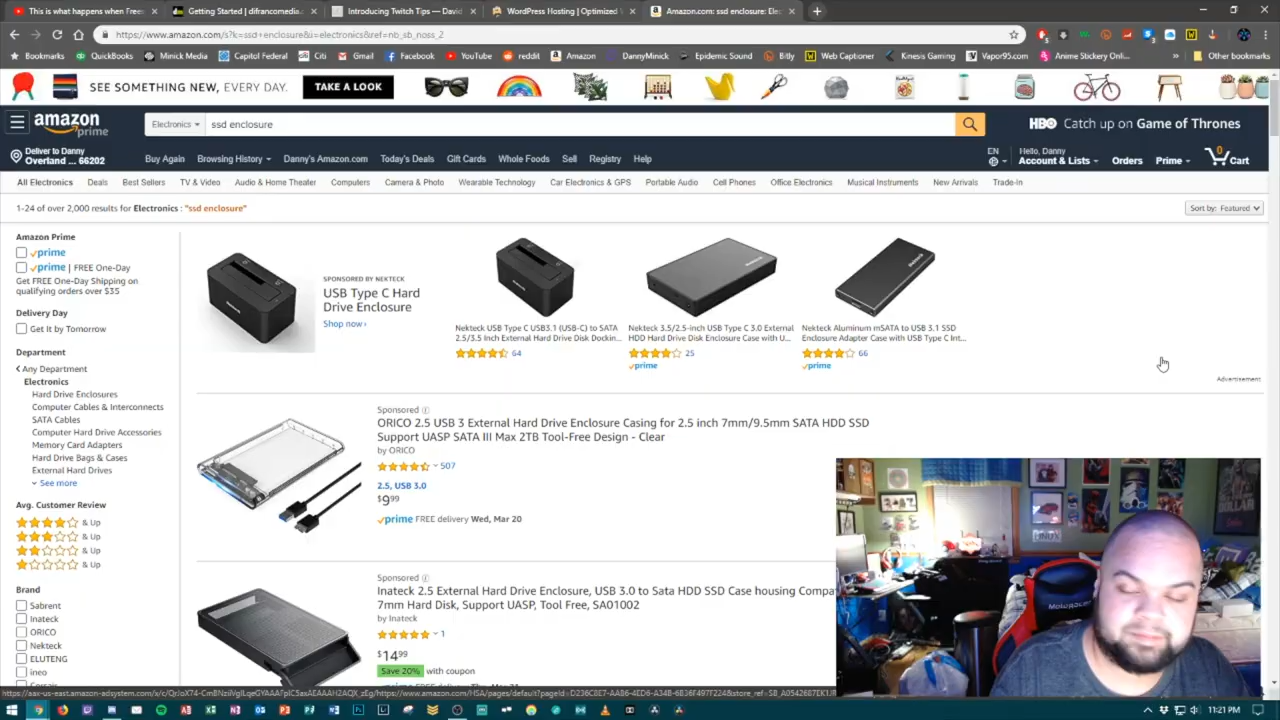 This is what happens when Free
Getting Started | difrancomedia.c
Introducing Twitch Tips — David
WordPress Hosting | Optimized W
Amazon.com: ssd enclosure: Elec
https://www.amazon.com/s?k=ssd+enclosure&i=electronics&ref=nb_sb_noss_2
Bookmarks QuickBooks Minick Media Capitol Federal Citi Gmail Facebook YouTube reddit Amazon DannyMinick Epidemic Sound Bitly Web Captioner Kinesis Gaming Vapor95.com Anime Stickery Onl... » Other bookmarks
SEE SOMETHING NEW, EVERY DAY. TAKE A LOOK
amazon prime
Electronics ssd enclosure
HBO Catch up on Game of Thrones
Deliver to Danny
Overland ... 66202
Buy Again Browsing History Danny's Amazon.com Today's Deals Gift Cards Whole Foods Sell Registry Help
EN
Hello, Danny
Account & Lists Orders Prime 0 Cart
All Electronics Deals Best Sellers TV & Video Audio & Home Theater Computers Camera & Photo Wearable Technology Car Electronics & GPS Portable Audio Cell Phones Office Electronics Musical Instruments New Arrivals Trade-In
1-24 of over 2,000 results for Electronics : "ssd enclosure"
Sort by: Featured
Amazon Prime
prime
prime | FREE One-Day
Get FREE One-Day Shipping on
qualifying orders over $35
Delivery Day
Get It by Tomorrow
Department
Any Department
Electronics
Hard Drive Enclosures
Computer Cables & Interconnects
SATA Cables
Computer Hard Drive Accessories
Memory Card Adapters
Hard Drive Bags & Cases
External Hard Drives
See more
Avg. Customer Review
& Up
& Up
& Up
& Up
Brand
Sabrent
Inateck
ORICO
Nekteck
ELUTENG
ineo
Corsair
SPONSORED BY NEKTECK
USB Type C Hard
Drive Enclosure
Shop now›
Nekteck USB Type C USB3.1 (USB-C) to SATA
2.5/3.5 Inch External Hard Drive Disk Dockin...
64
Nekteck 3.5/2.5-inch USB Type C 3.0 External
HDD Hard Drive Disk Enclosure Case with U...
25
prime
Nekteck Aluminum mSATA to USB 3.1 SSD
Enclosure Adapter Case with USB Type C Int...
66
prime
Advertisement
Sponsored
ORICO 2.5 USB 3 External Hard Drive Enclosure Casing for 2.5 inch 7mm/9.5mm SATA HDD SSD
Support UASP SATA III Max 2TB Tool-Free Design - Clear
by ORICO
507
2.5, USB 3.0
$9.99
prime FREE delivery Wed, Mar 20
Sponsored
Inateck 2.5 External Hard Drive Enclosure, USB 3.0 to Sata HDD SSD Case housing Compa
7mm Hard Disk, Support UASP, Tool Free, SA01002
by Inateck
1
$14.99
Save 20% with coupon
DOLLAR
11:21 PM